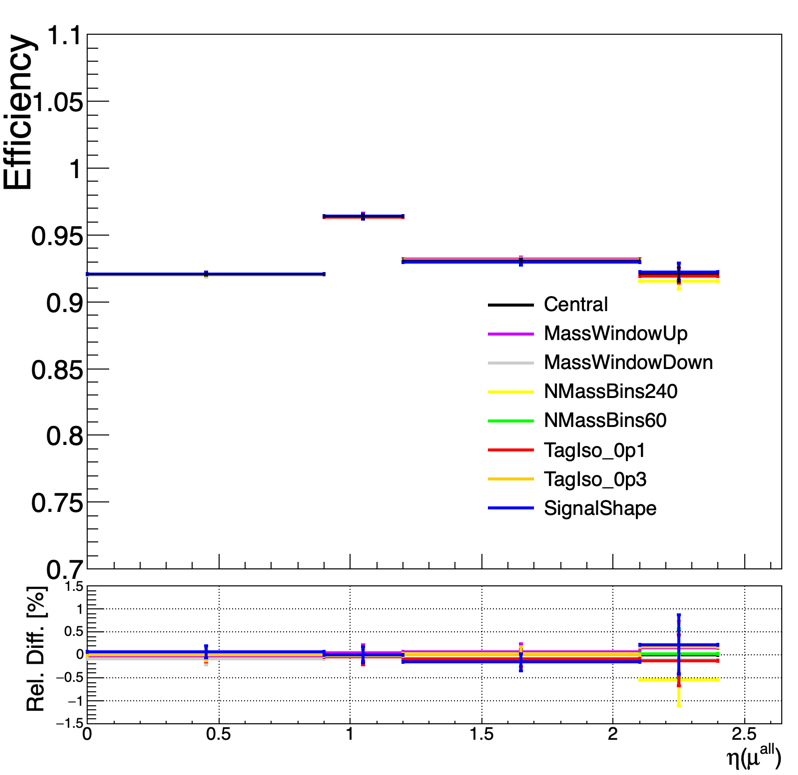 Efficiency
1.1
1.05
1
0.95
0.9
0.85
0.8
0.75
0.7
Central
MassWindowUp
MassWindowDown
NMassBins240
NMassBins60
TagIso_0p1
TagIso_0p3
SignalShape
Rel. Diff. [%]
1.5
1
0.5
0
−0.5
−1
−1.5
0 0.5 1 1.5 2 2.5
η(μ^all)